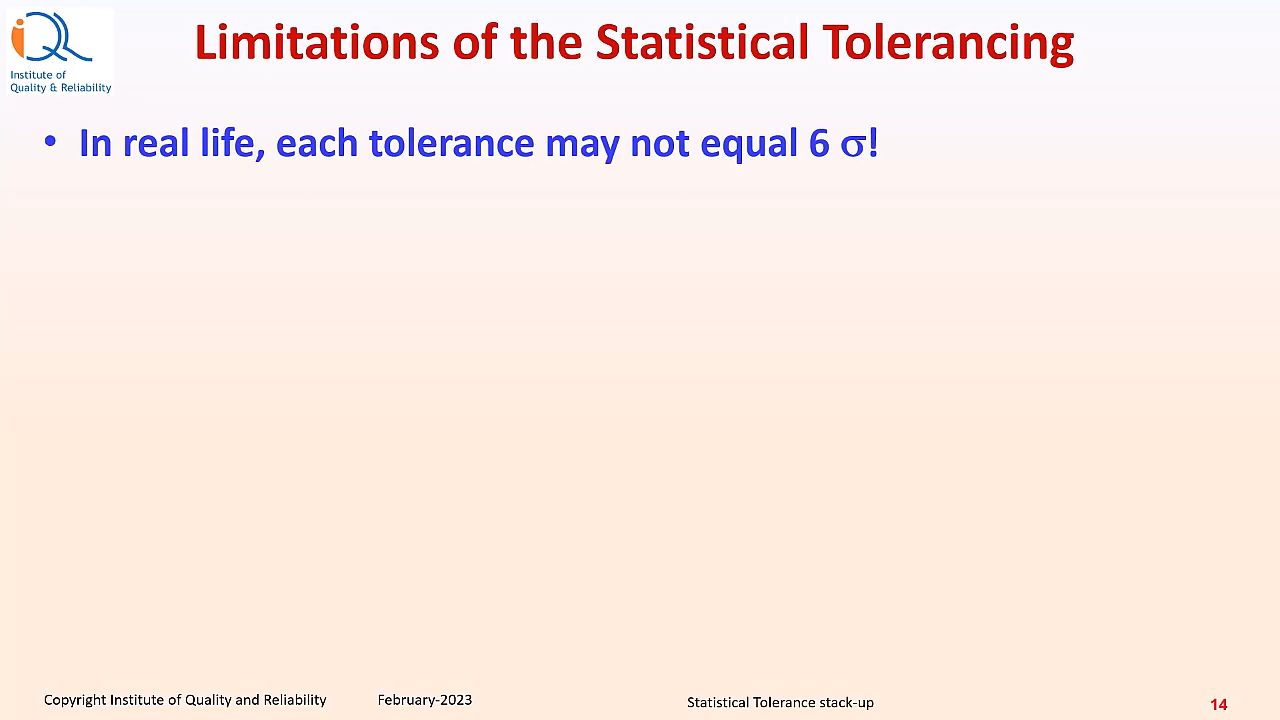 iQL
Institute of
Quality & Reliability
Limitations of the Statistical Tolerancing
• In real life, each tolerance may not equal 6 σ!
Copyright Institute of Quality and Reliability February-2023 Statistical Tolerance stack-up 14